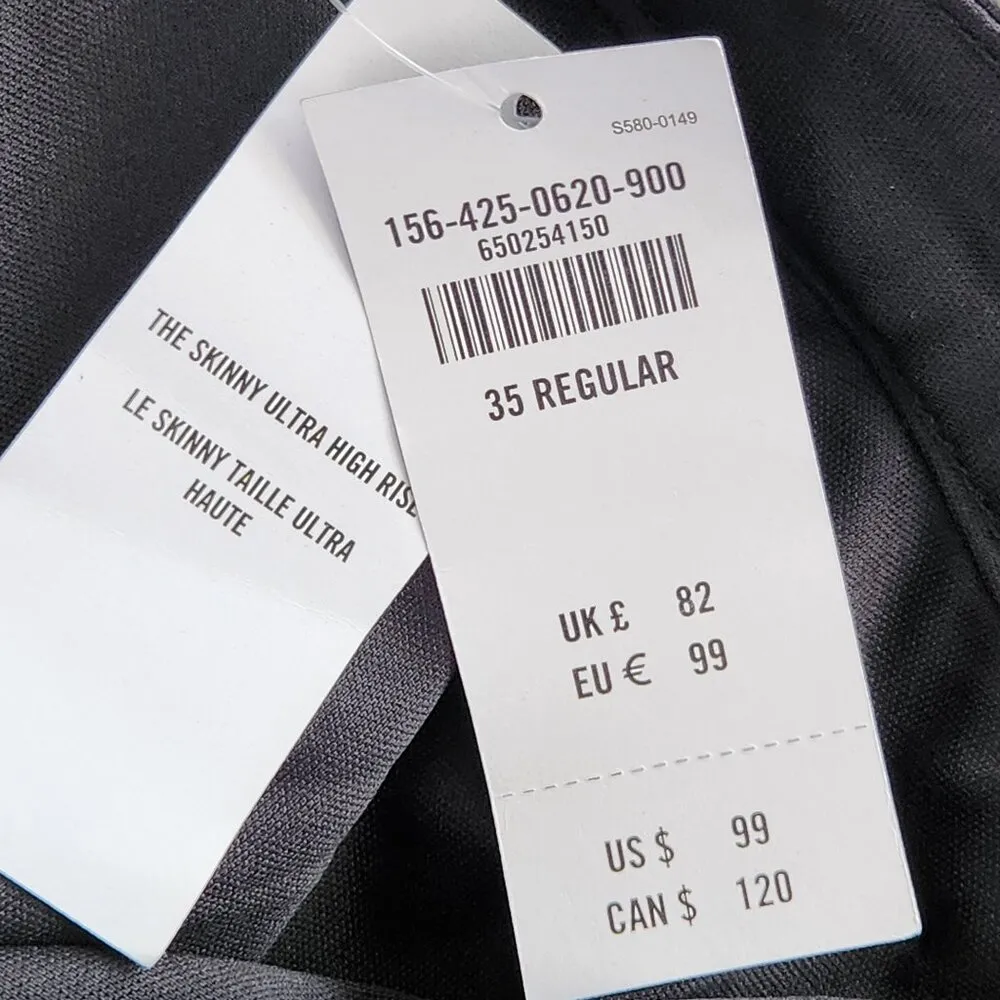 THE SKINNY ULTRA HIGH RISE
LE SKINNY TAILLE ULTRA
HAUTE
S580-0149
156-425-0620-900
650254150
35 REGULAR
UK £ 82
EU € 99
US $ 99
CAN $ 120